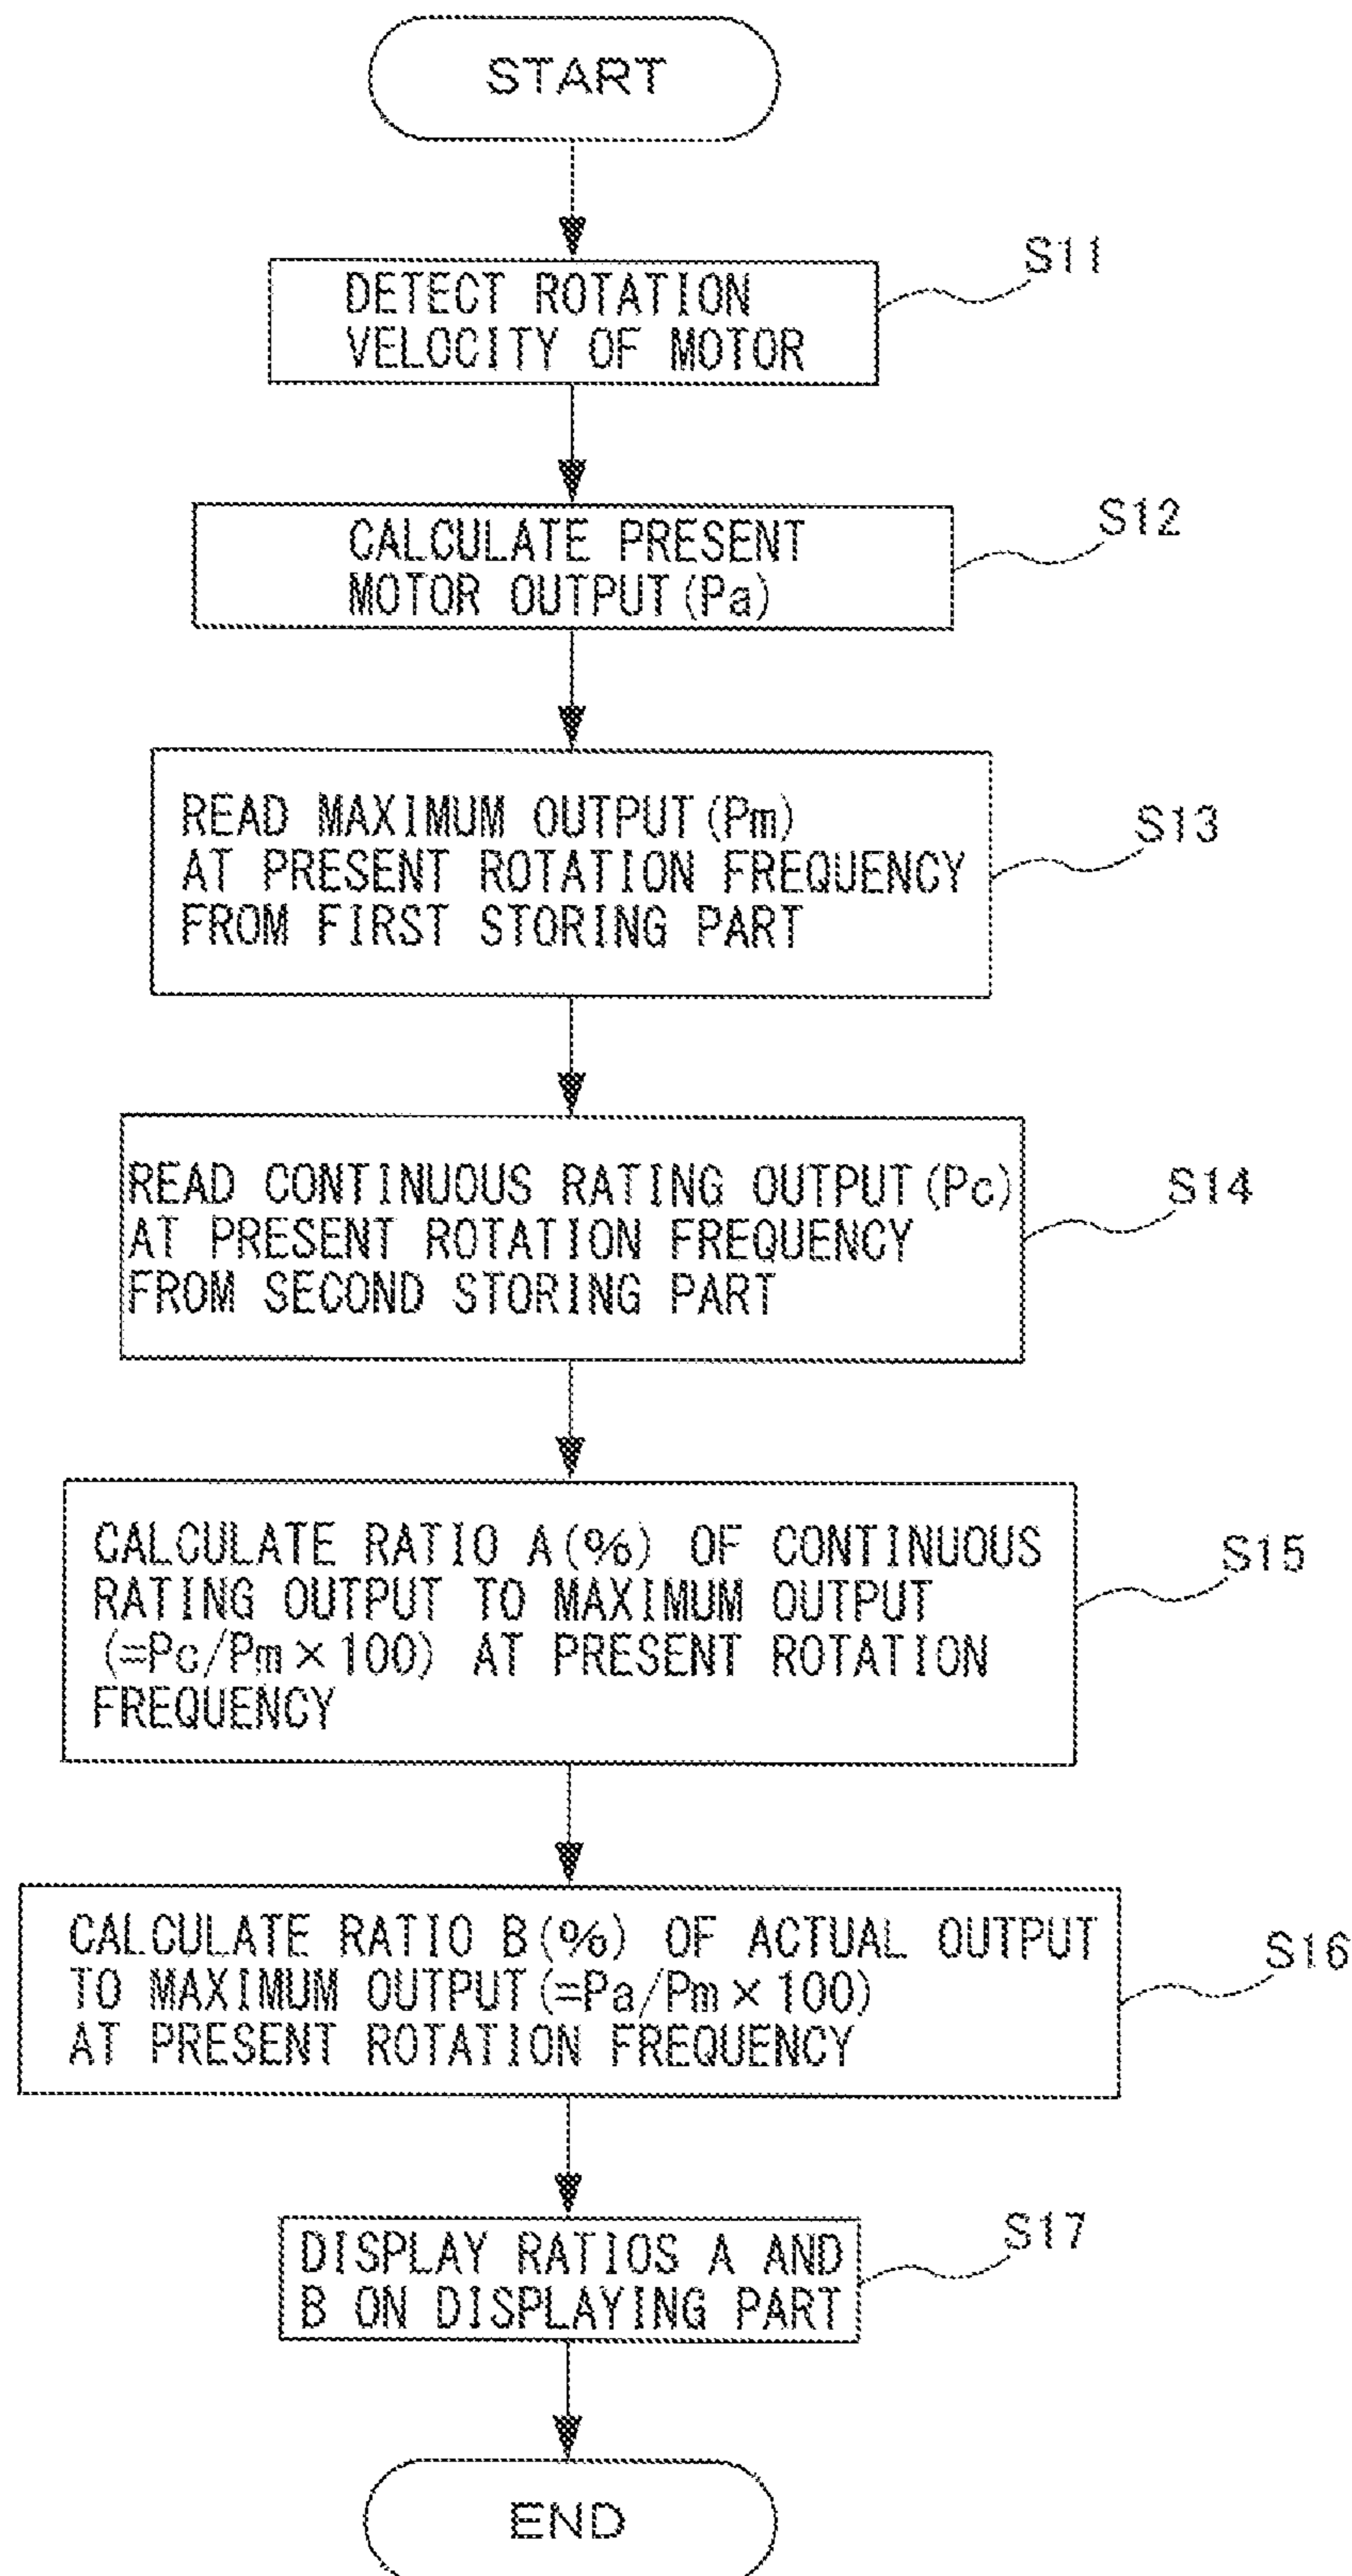 START
S11
DETECT ROTATION
VELOCITY OF MOTOR
S12
CALCULATE PRESENT
MOTOR OUTPUT(Pa)
S13
READ MAXIMUM OUTPUT(Pm)
AT PRESENT ROTATION FREQUENCY
FROM FIRST STORING PART
S14
READ CONTINUOUS RATING OUTPUT(Pc)
AT PRESENT ROTATION FREQUENCY
FROM SECOND STORING PART
S15
CALCULATE RATIO A(%) OF CONTINUOUS
RATING OUTPUT TO MAXIMUM OUTPUT
(=Pc/Pm×100) AT PRESENT ROTATION
FREQUENCY
S16
CALCULATE RATIO B(%) OF ACTUAL OUTPUT
TO MAXIMUM OUTPUT(=Pa/Pm×100)
AT PRESENT ROTATION FREQUENCY
S17
DISPLAY RATIOS A AND
B ON DISPLAYING PART
END